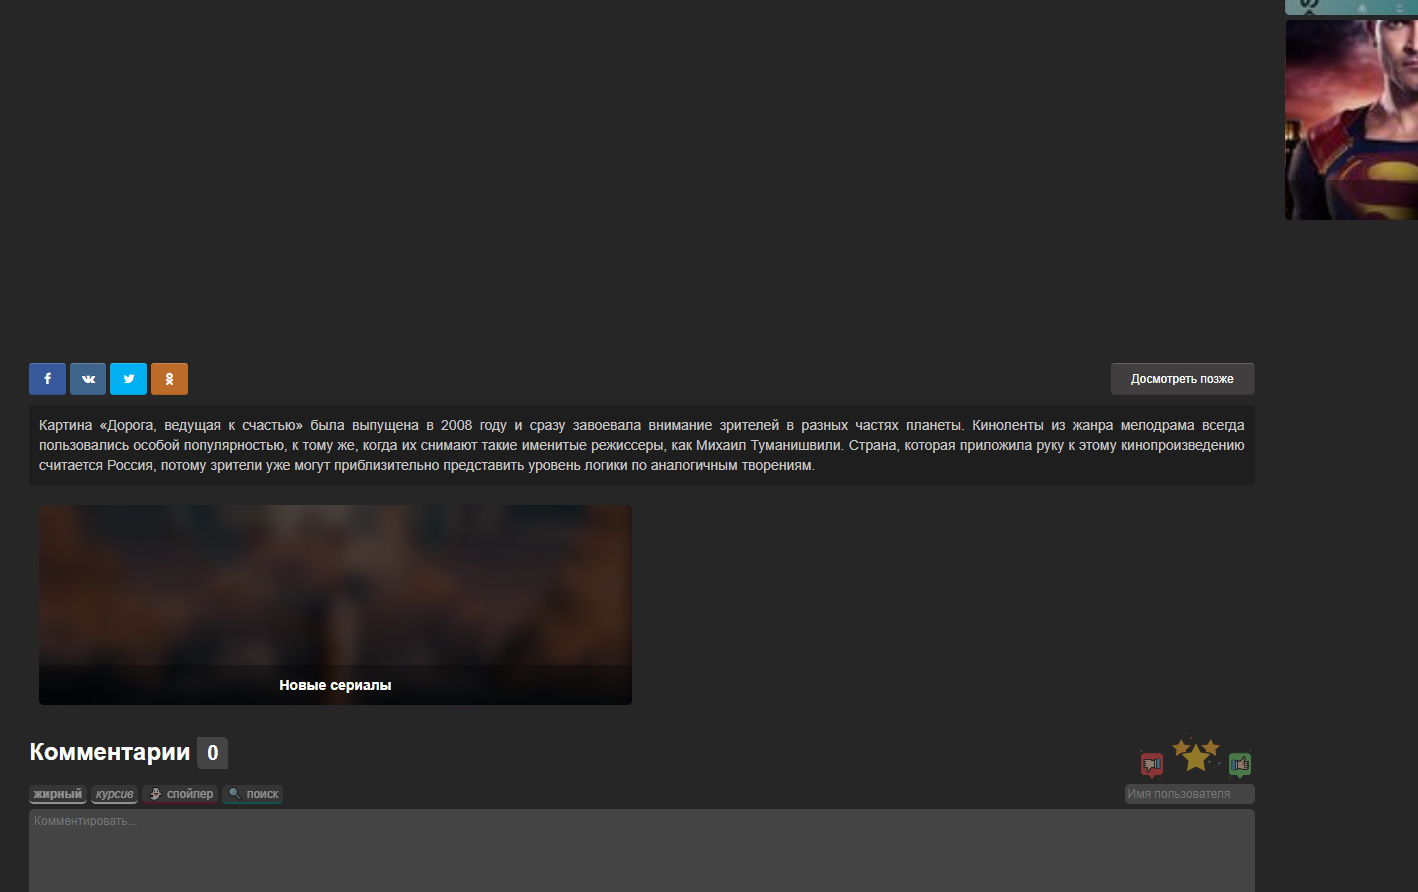 Досмотреть позже
Картина «Дорога, ведущая к счастью» была выпущена в 2008 году и сразу завоевала внимание зрителей в разных частях планеты. Киноленты из жанра мелодрама всегда
пользовались особой популярностью, к тому же, когда их снимают такие именитые режиссеры, как Михаил Туманишвили. Страна, которая приложила руку к этому кинопроизведению
считается Россия, потому зрители уже могут приблизительно представить уровень логики по аналогичным творениям.
Новые сериалы
Комментарии 0
жирный курсив спойлер поиск
Имя пользователя
Комментировать...